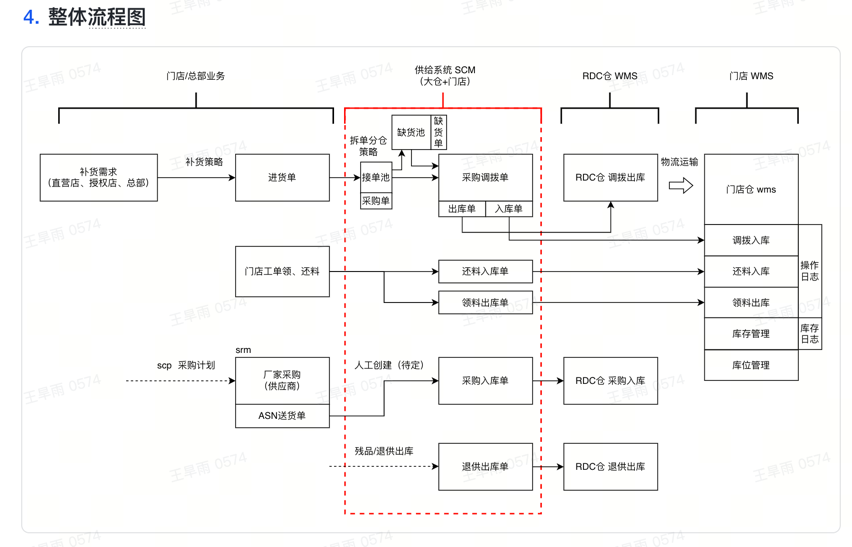 4. 整体流程图
门店/总部业务
供给系统 SCM
（大仓+门店）
RDC仓 WMS
门店 WMS
补货需求
（直营店、授权店、总部）
补货策略
进货单
拆单分仓
策略
接单池
采购单
缺货池
缺
货
单
采购调拨单
出库单
入库单
RDC仓 调拨出库
物流运输
门店仓 wms
调拨入库
还料入库
领料出库
操作
日志
库存管理
库存
日志
库位管理
门店工单领、还料
还料入库单
领料出库单
scp 采购计划
srm
厂家采购
（供应商）
ASN送货单
人工创建（待定）
采购入库单
RDC仓 采购入库
残品/退供出库
退供出库单
RDC仓 退供出库
王旱雨 0574